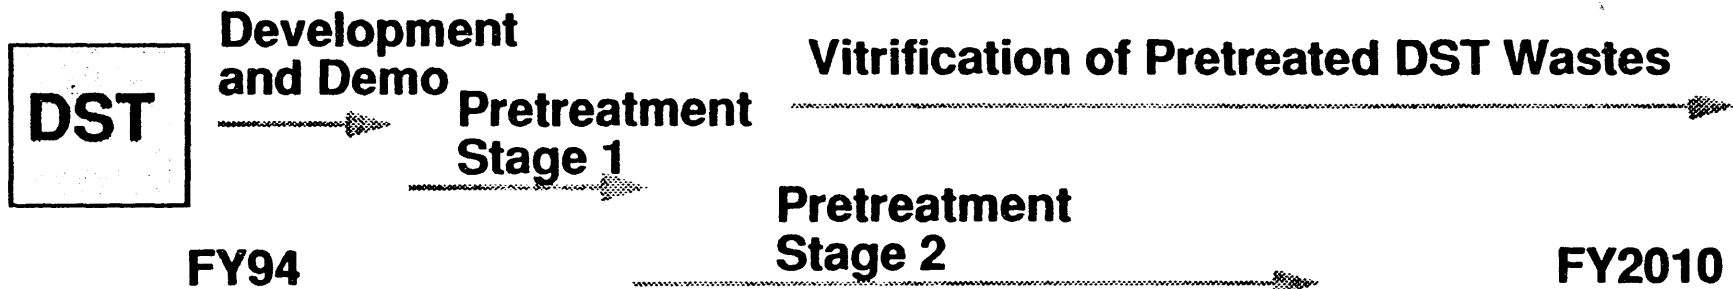 DST
Development
and Demo
Pretreatment
Stage 1
Vitrification of Pretreated DST Wastes
Pretreatment
Stage 2
FY94
FY2010